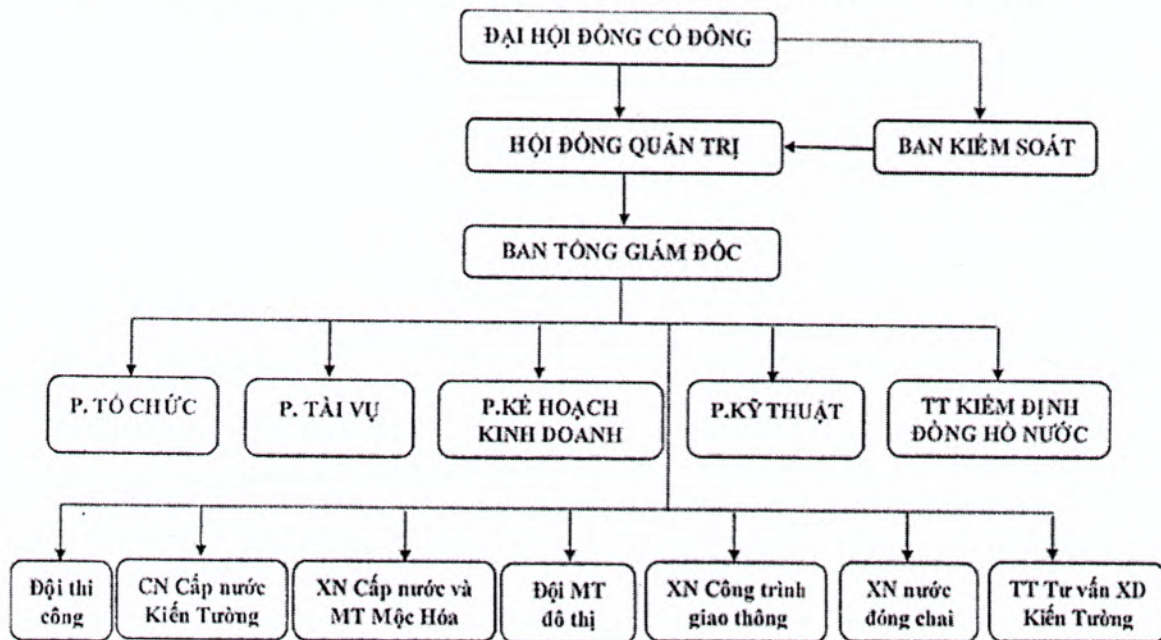 ĐẠI HỘI ĐỒNG CỔ ĐÔNG
HỘI ĐỒNG QUẢN TRỊ
BAN KIỂM SOÁT
BAN TỔNG GIÁM ĐỐC
P. TỔ CHỨC
P. TÀI VỤ
P.KẾ HOẠCH
KINH DOANH
P.KỸ THUẬT
TT KIỂM ĐỊNH
ĐỒNG HỒ NƯỚC
Đội thi
công
CN Cấp nước
Kiến Tường
XN Cấp nước và
MT Mộc Hóa
Đội MT
đô thị
XN Công trình
giao thông
XN nước
đóng chai
TT Tư vấn XD
Kiến Tường